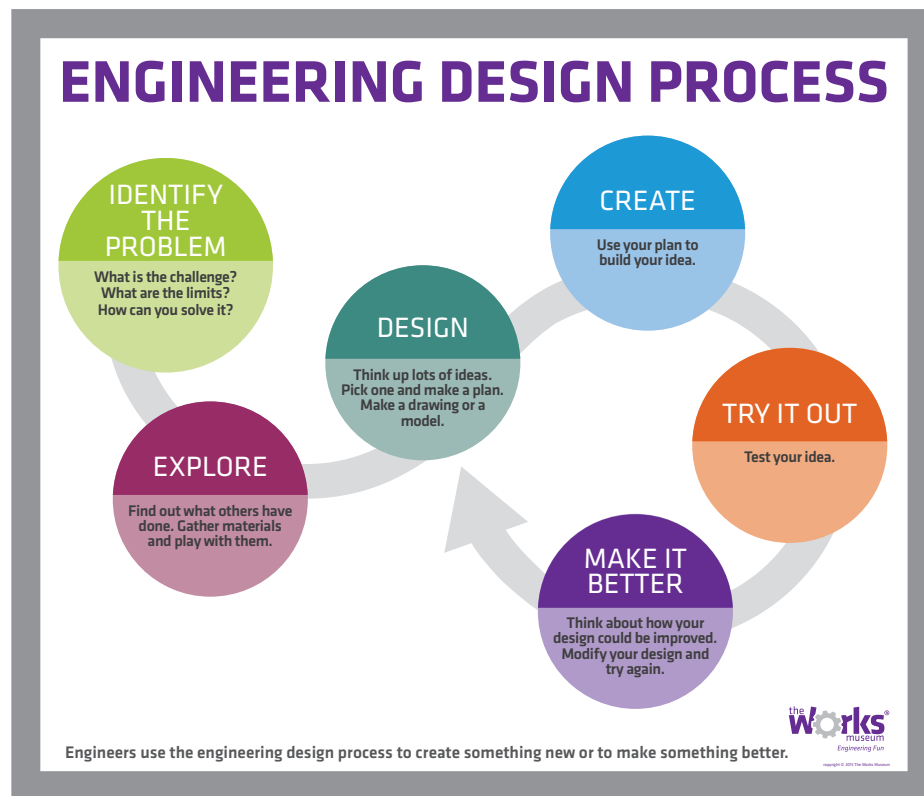 ENGINEERING DESIGN PROCESS
IDENTIFY
THE
PROBLEM
What is the challenge?
What are the limits?
How can you solve it?
EXPLORE
Find out what others have
done. Gather materials
and play with them.
DESIGN
Think up lots of ideas.
Pick one and make a plan.
Make a drawing or a
model.
CREATE
Use your plan to
build your idea.
TRY IT OUT
Test your idea.
MAKE IT
BETTER
Think about how your
design could be improved.
Modify your design and
try again.
Engineers use the engineering design process to create something new or to make something better.
the
Works®
museum
Engineering Fun
copyright © 2015 The Works Museum